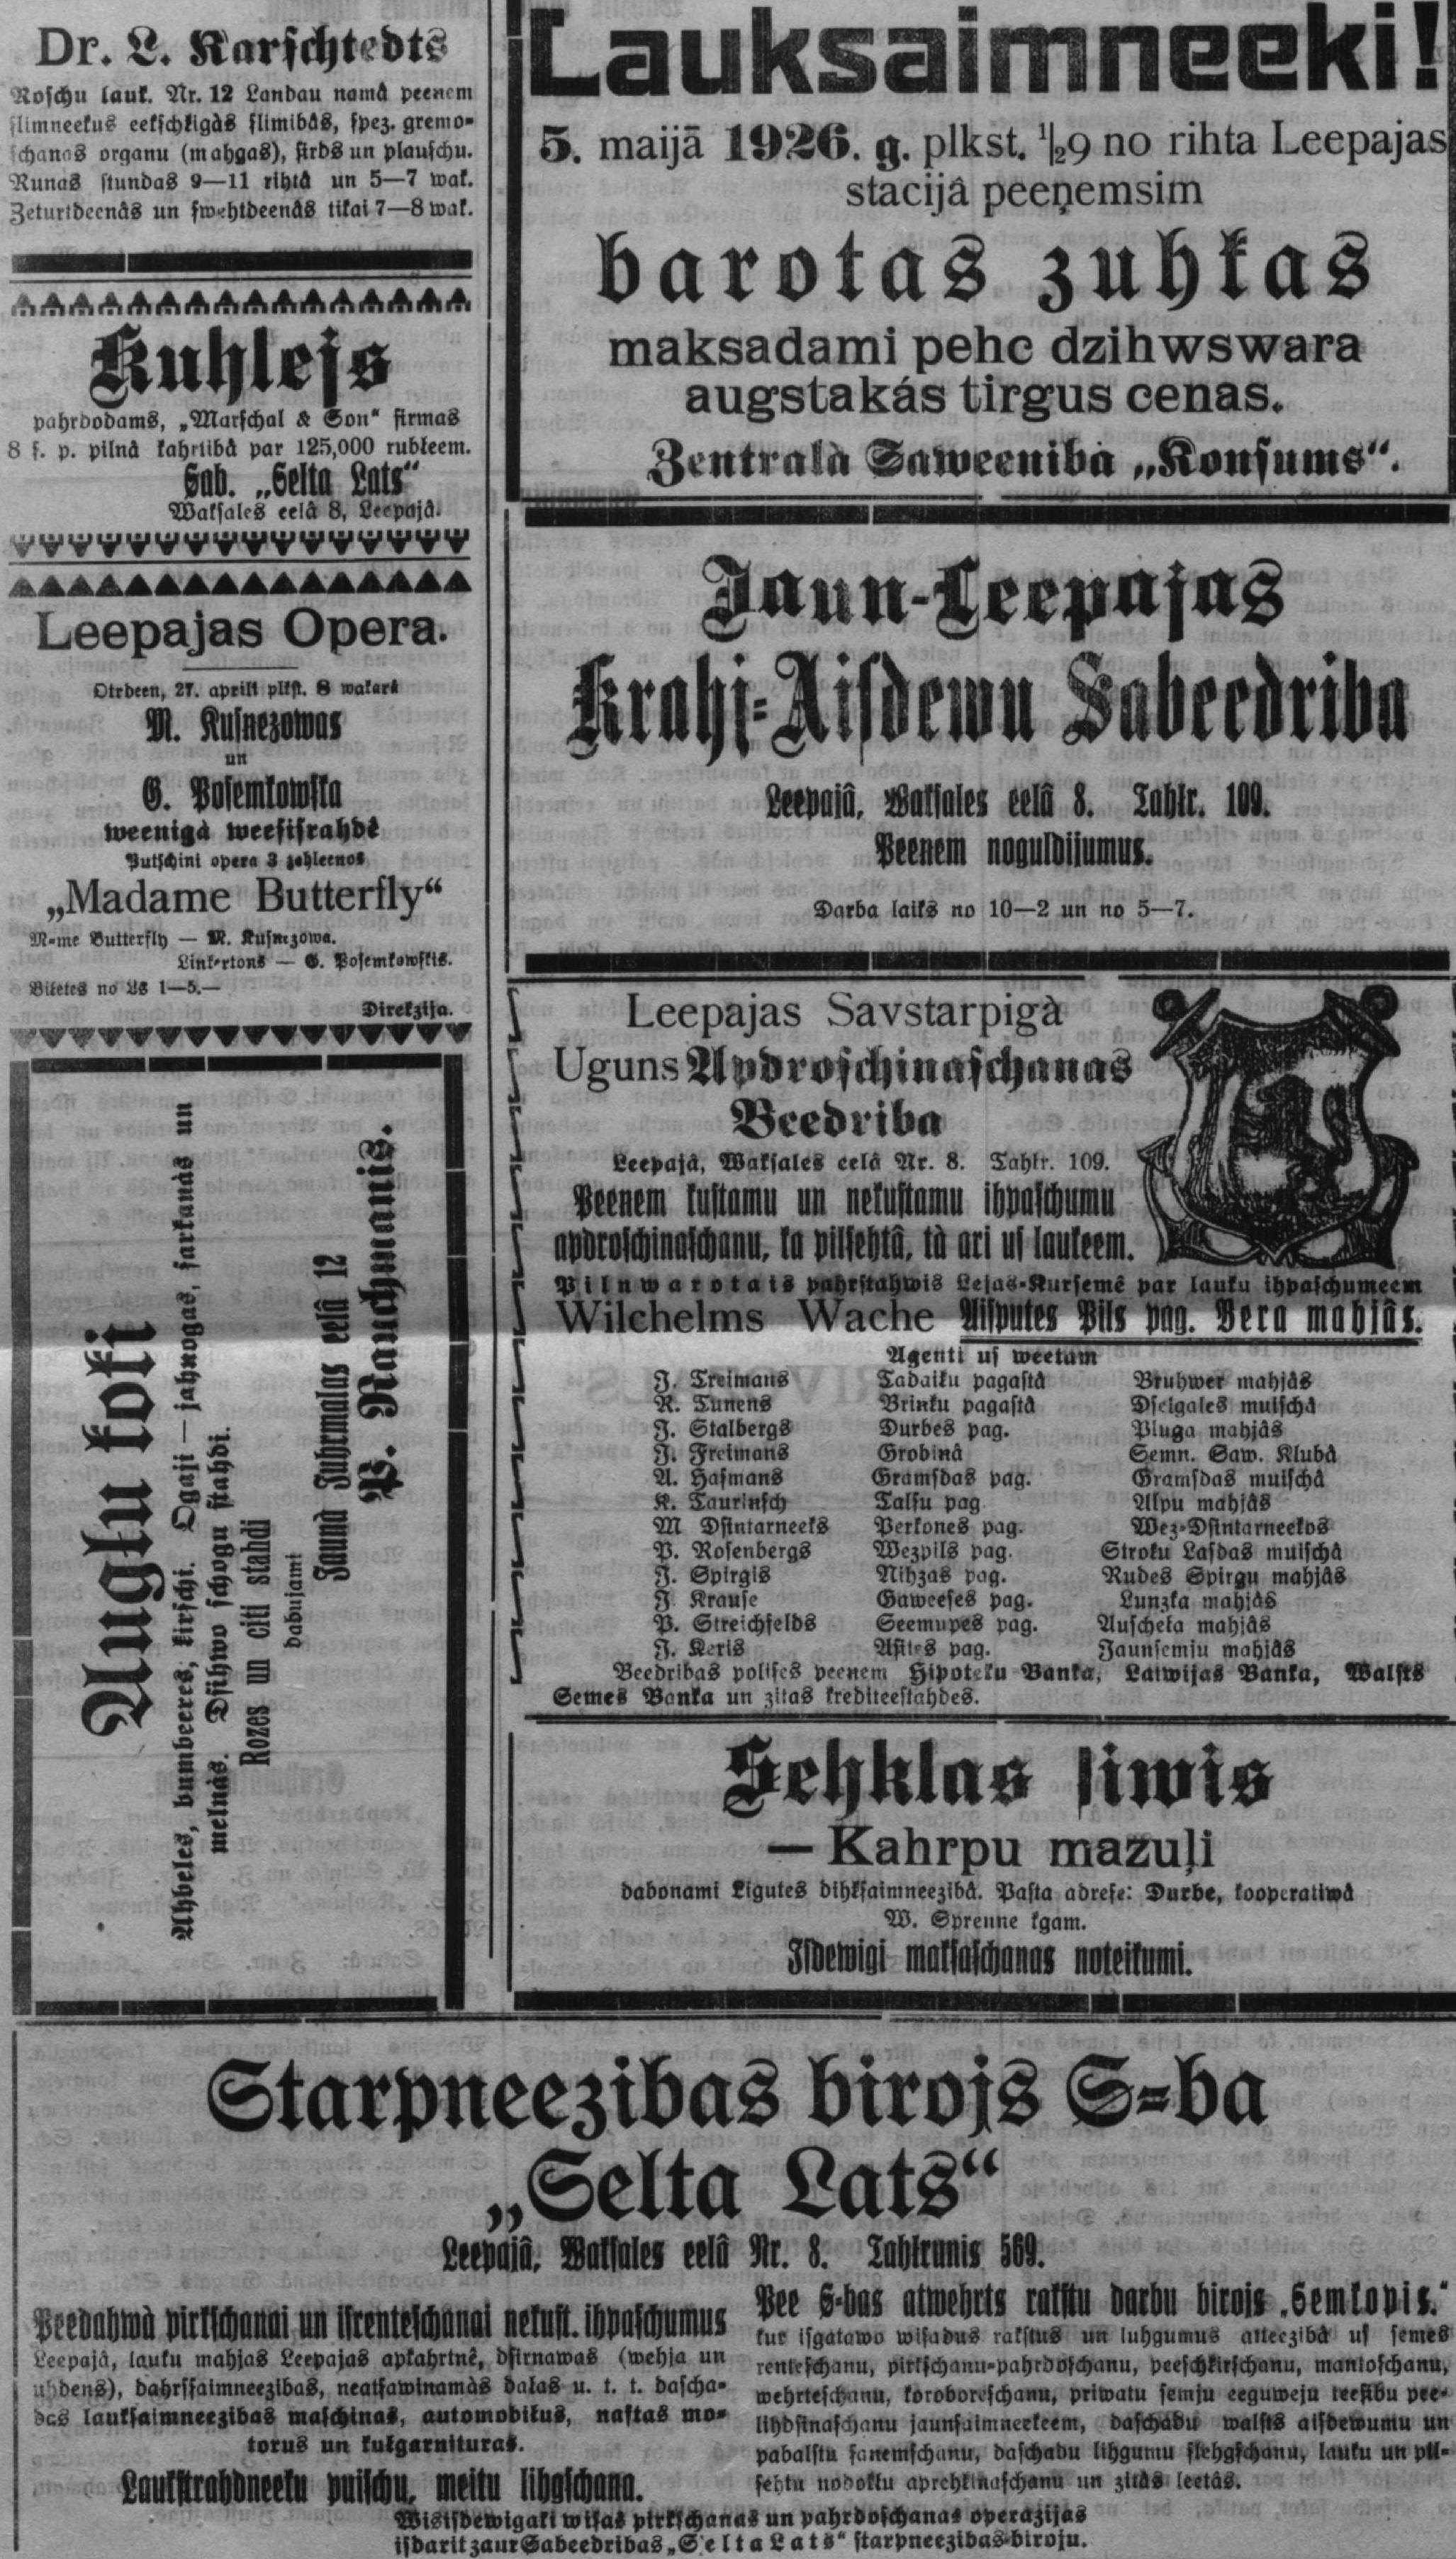 Dr. L. Karschtedts
Roschu lauk. Nr. 12 Landau namâ peenem
slimneekus eekschkigâs slimibâs, spez. gremo-
schanas organu (mahgas), sirds un plauschu.
Runas stundas 9—11 rihtâ un 5—7 wak.
Zeturtdeenâs un swehtdeenâs tikai 7—8 wak.
Kuhlejs
pahrdodams, „Marschal & Son“ firmas
8 s. p. pilnâ kahrtibâ par 125,000 rubkeem.
Sab. „Selta Lats“
Waksales eelâ 8, Leepajâ.
Leepajas Opera.
Otrdeen, 27. aprilî plkst. 8 wakarâ
M. Kusnezowas
un
G. Posemkowska
weenigâ weesisrahdê
Putschini opera 3 zehleenos
„Madame Butterfly“
M-me Butterfly — M. Kusnezowa.
Linkertons — G. Posemkowskis.
Biletes no Ls 1—5.—
Direkzija.
Augļu koki
Ahbeles, bumbeeres, kirschi. Ogaji — jahnogas, sarkanâs un
melnâs. Dsihwo schogu stahdi.
Rozes un citi stahdi
dabujami
Jaunâ Juhrmalas eelâ 12
P. Rauchmanis.
Lauksaimneeki!
5. maijâ 1926. g. plkst. ½9 no rihta Leepajas
stacijâ peeņemsim
barotas zuhkas
maksadami pehc dzihwswara
augstakás tirgus cenas.
Zentralà Saweeniba „Konsums“.
Jaun-Leepajas
Krahj-Aisdewu Sabeedriba
Leepajâ, Waksales eelâ 8. Tahlr. 109.
Peenem noguldijumus.
Darba laiks no 10—2 un no 5—7.
Leepajas Savstarpigà
Uguns Apdroschinaschanas
Beedriba
Leepajâ, Waksales eelâ Nr. 8. Tahlr. 109.
Peenem kustamu un nekustamu ihpaschumu
apdroschinaschanu, ka pilsehtâ, tà ari us laukeem.
Pilnwarotais pahrstahwis Lejas-Kursemê par lauku ihpaschumeem
Wilchelms Wache Aisputes Pils pag. Bera mahjâs.
Agenti us weetam
J. Treimans Tadaiku pagastâ Bruhwer mahjâs
R. Tunens Brinku pagastâ Dselgales muischâ
J. Stalbergs Durbes pag. Pluga mahjâs
J. Freimans Grobinâ Semn. Saw. Klubâ
A. Hasmans Gramsdas pag. Gramsdas muischâ
K. Taurinsch Talsu pag. Alpu mahjâs
M Dsintarneeks Perkones pag. Wez-Dsintarneekos
P. Rosenbergs Wezpils pag. Stroku Lasdas muischâ
J. Spirgis Nihzas pag. Rudes Spirgu mahjâs
J. Krause Gaweeses pag. Lunzka mahjâs
P. Streichfelds Seemupes pag. Auscheka mahjâs
J. Keris Asites pag. Jaunsemju mahjâs
Beedribas polises peenem Hipoteku Banka, Latwijas Banka, Walsts
Semes Banka un zitas krediteestahdes.
Sehklas siwis
— Kahrpu mazuļi
dabonami Ligutes dihksaimneezibâ. Pasta adrese: Durbe, kooperatiwâ
W. Sprenne kgam.
Isdewigi maksaschanas noteikumi.
Starpneezibas birojs S-ba
„Selta Lats“
Leepajâ, Waksales eelâ Nr. 8. Tahlrunis 569.
Peedahwà pirkschanai un isrenteschanai nekust. ihpaschumus
Leepajâ, lauku mahjas Leepajas apkahrtnê, dsirnawas (wehja un
uhdens), dahrssaimneezibas, neatsawinamâs dalas u. t. t. dascha-
das lauksaimneezibas maschinas, automobilus, naftas mo-
torus un kulgarnituras.
Laukstrahdneeku puischu, meitu lihgschana.
Pee S-bas atwehrts rakstu darbu birojs „Semkopis.“
kur isgatawo wisadus rakstus un luhgumus atteezibâ us semes
renteschanu, pirkschanu-pahrdoschanu, peeschkirschanu, mantoschanu,
wehrteschanu, koroboreschanu, priwatu semju eeguweju teesibu pee-
lihdsinaschanu jaunsaimneekeem, daschadu walsts aisdewumu un
pabalstu sanemschanu, daschadu lihgumu slehgschanu, lauku un pil-
sehtu nodoklu aprehkinaschanu un zitâs leetâs.
Wisisdewigaki wisas pirkschanas un pahrdoschanas operazijas
isdarit zaur Sabeedribas „Selta Lats“ starpneezibas biroju.